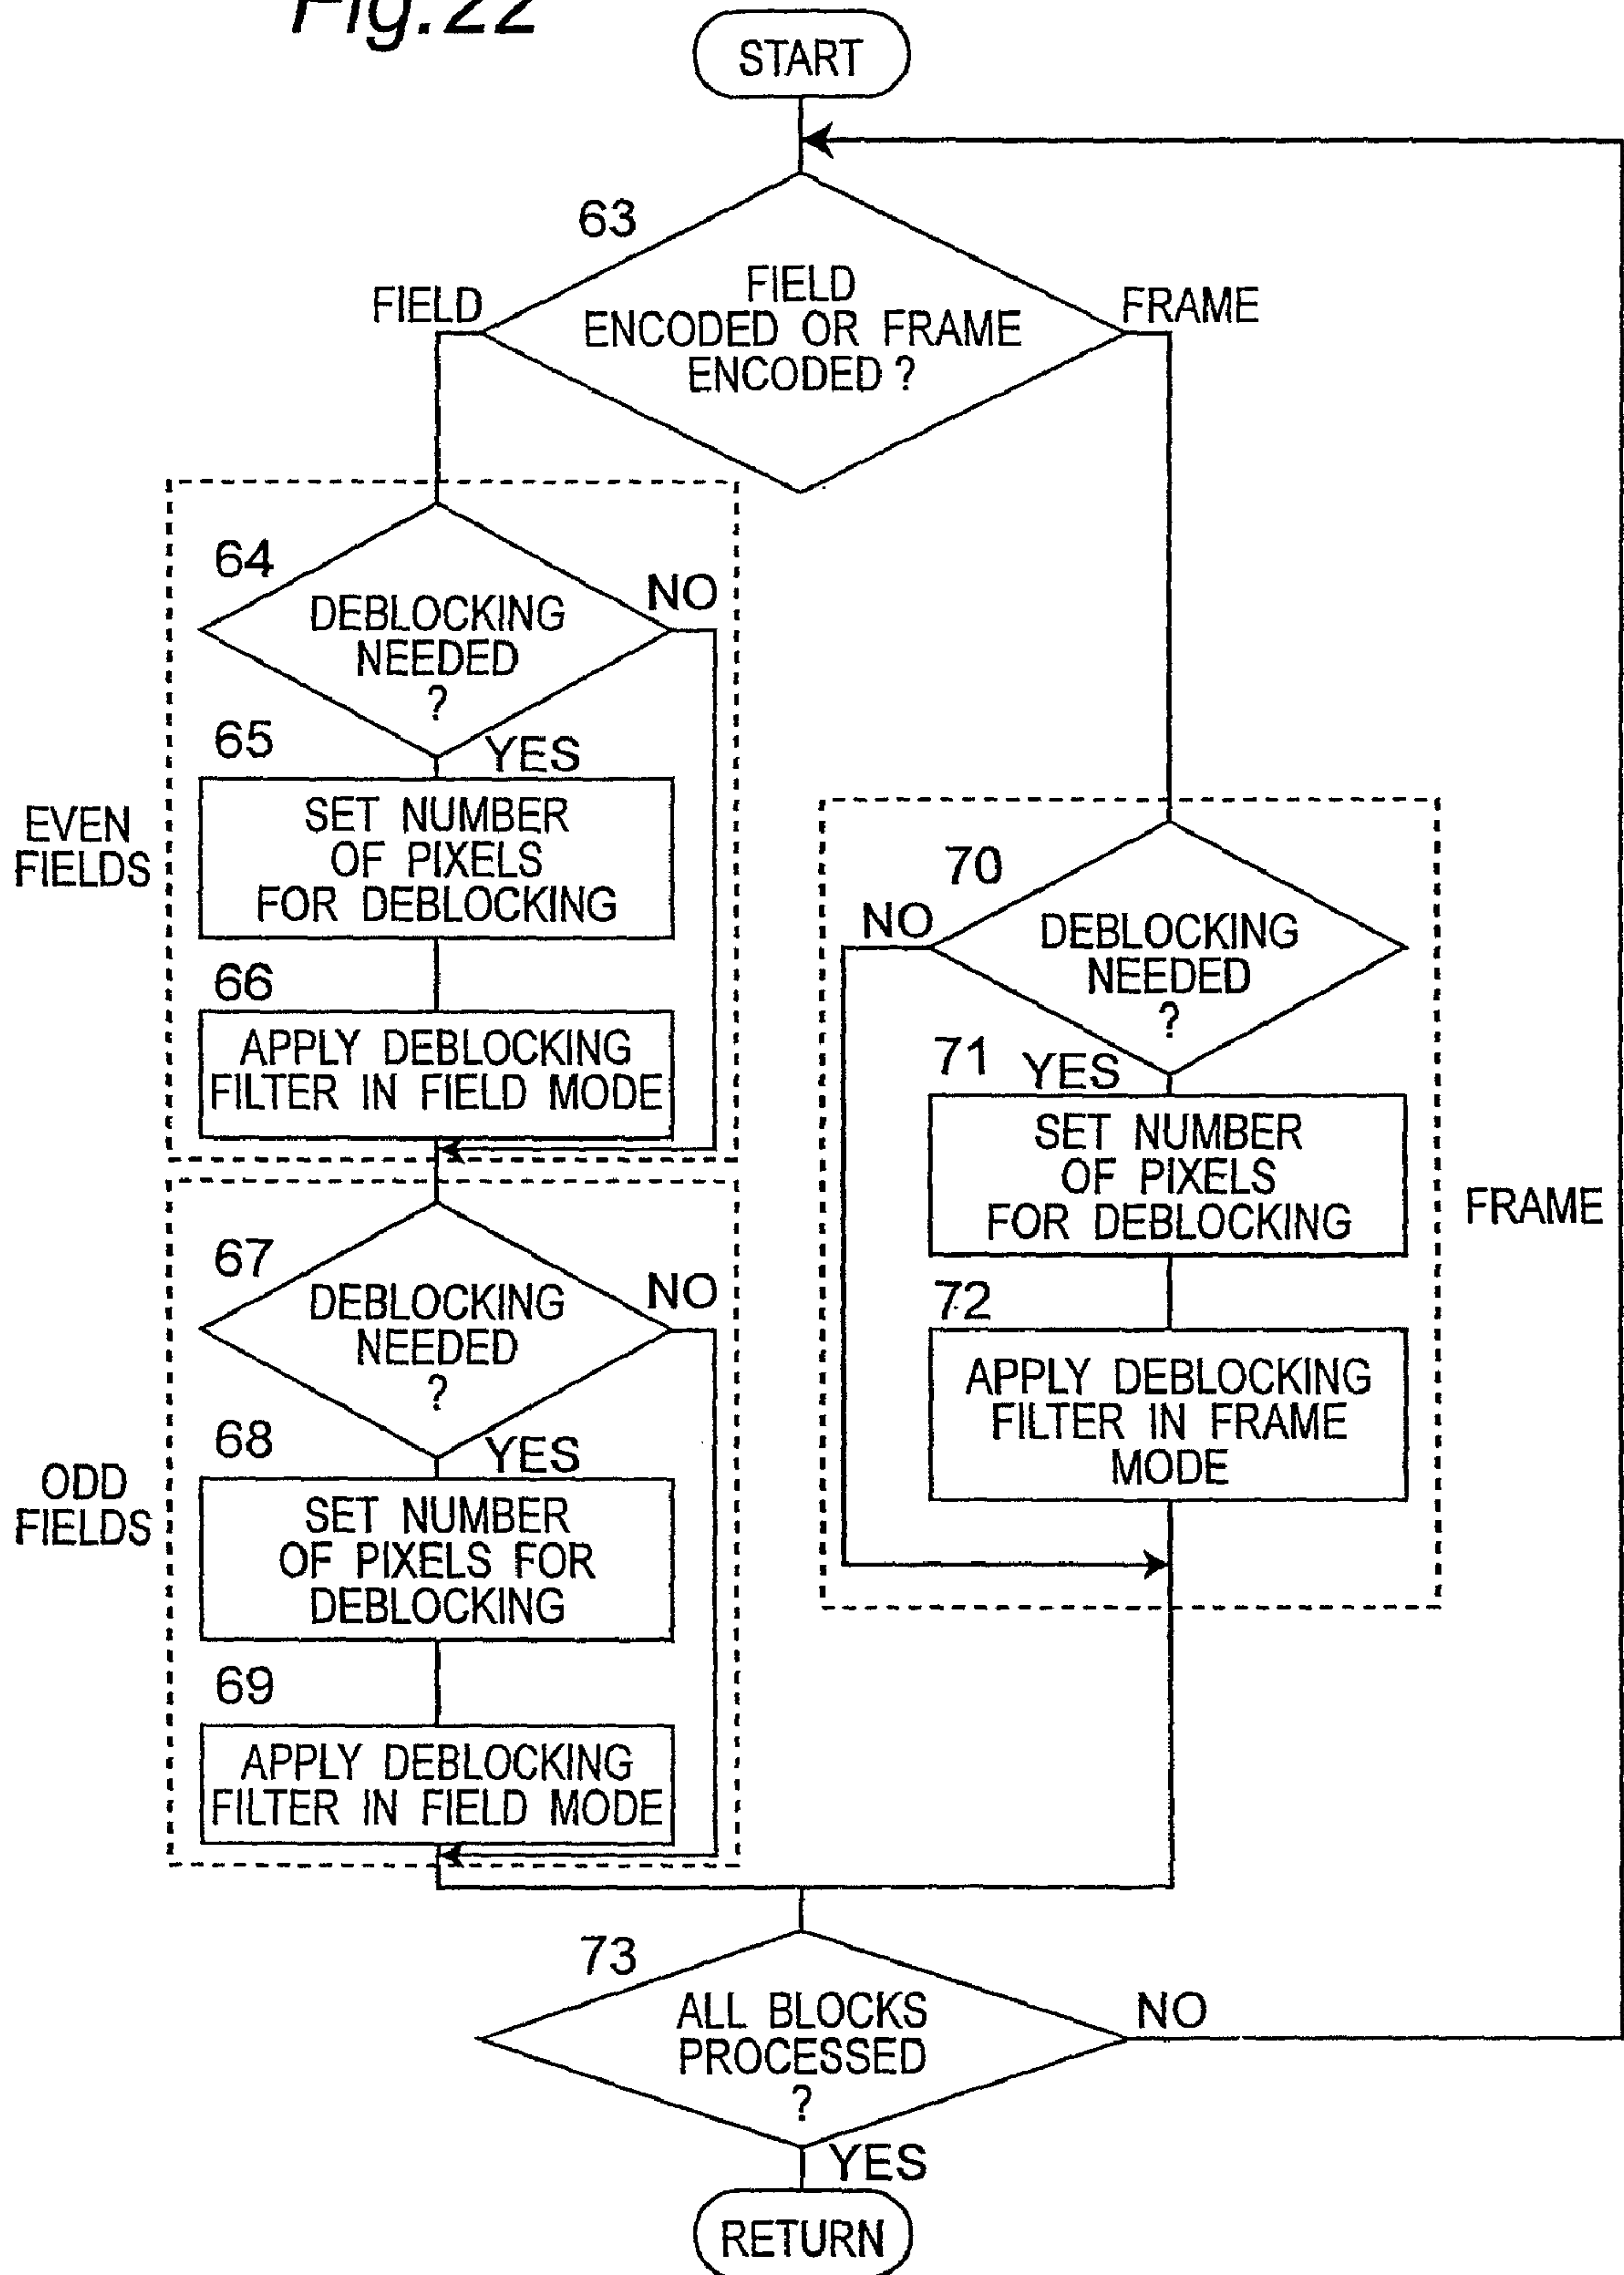 Fig.22
START
63
FIELD
ENCODED OR FRAME
ENCODED ?
FIELD
FRAME
64
DEBLOCKING
NEEDED
?
NO
YES
65
SET NUMBER
OF PIXELS
FOR DEBLOCKING
EVEN
FIELDS
66
APPLY DEBLOCKING
FILTER IN FIELD MODE
67
DEBLOCKING
NEEDED
?
NO
YES
68
SET NUMBER
OF PIXELS FOR
DEBLOCKING
ODD
FIELDS
69
APPLY DEBLOCKING
FILTER IN FIELD MODE
70
DEBLOCKING
NEEDED
?
NO
YES
71
SET NUMBER
OF PIXELS
FOR DEBLOCKING
FRAME
72
APPLY DEBLOCKING
FILTER IN FRAME
MODE
73
ALL BLOCKS
PROCESSED
?
NO
YES
RETURN